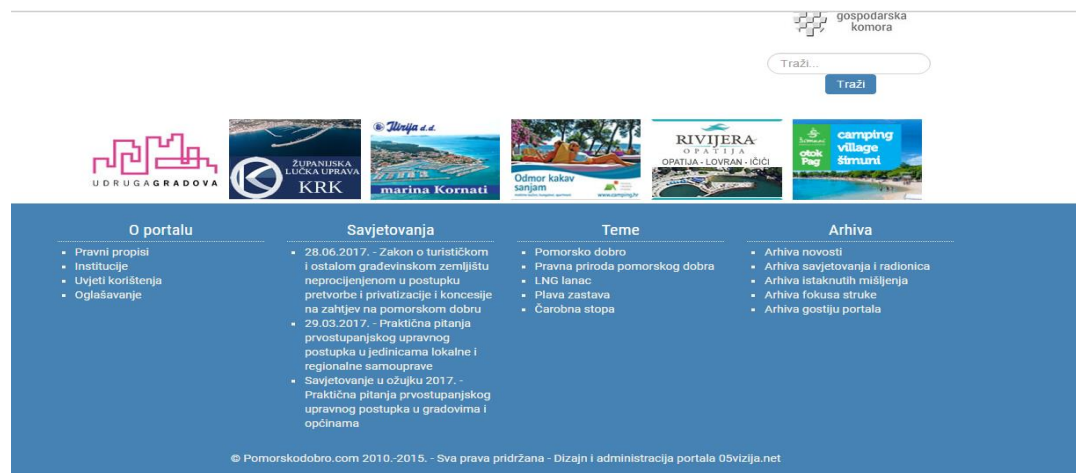 gospodarska
komora
Traži...
Traži
UDRUGAGRADOVA
ŽUPANIJSKA
LUČKA UPRAVA
KRK
Ilirija d.d.
marina Kornati
Odmor kakav
sanjam
www.camping.hr
RIVIJERA
OPATIJA
OPATIJA - LOVRAN - IČIĆI
šimuni
otok
Pag
camping
village
šimuni
O portalu
Pravni propisi
Institucije
Uvjeti korištenja
Oglašavanje
Savjetovanja
28.06.2017. - Zakon o turističkom
i ostalom građevinskom zemljištu
neprocijenjenom u postupku
pretvorbe i privatizacije i koncesije
na zahtjev na pomorskom dobru
29.03.2017. - Praktična pitanja
prvostupanjskog upravnog
postupka u jedinicama lokalne i
regionalne samouprave
Savjetovanje u ožujku 2017. -
Praktična pitanja prvostupanjskog
upravnog postupka u gradovima i
općinama
Teme
Pomorsko dobro
Pravna priroda pomorskog dobra
LNG lanac
Plava zastava
Čarobna stopa
Arhiva
Arhiva novosti
Arhiva savjetovanja i radionica
Arhiva istaknutih mišljenja
Arhiva fokusa struke
Arhiva gostiju portala
© Pomorskodobro.com 2010.-2015. - Sva prava pridržana - Dizajn i administracija portala 05vizija.net